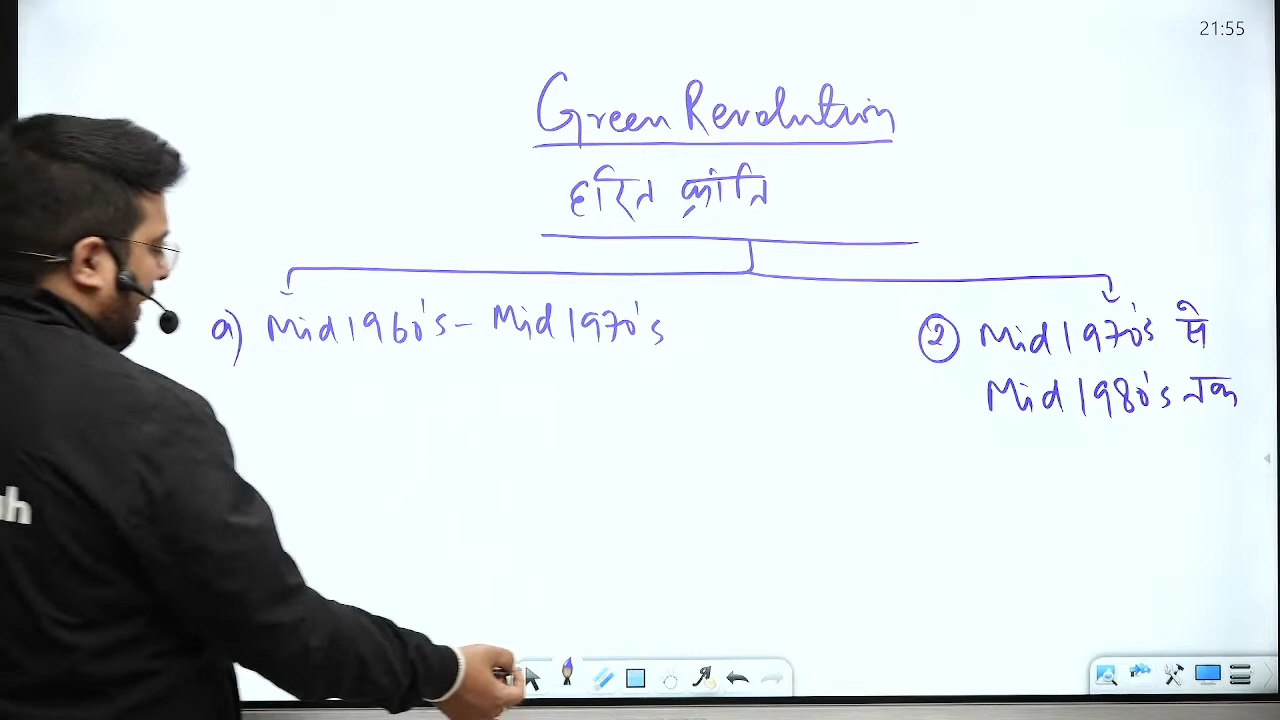 21:55
Green Revolution
हरित क्रांति
a) Mid 1960's - Mid 1970's
② Mid 1970's से
Mid 1980's तक